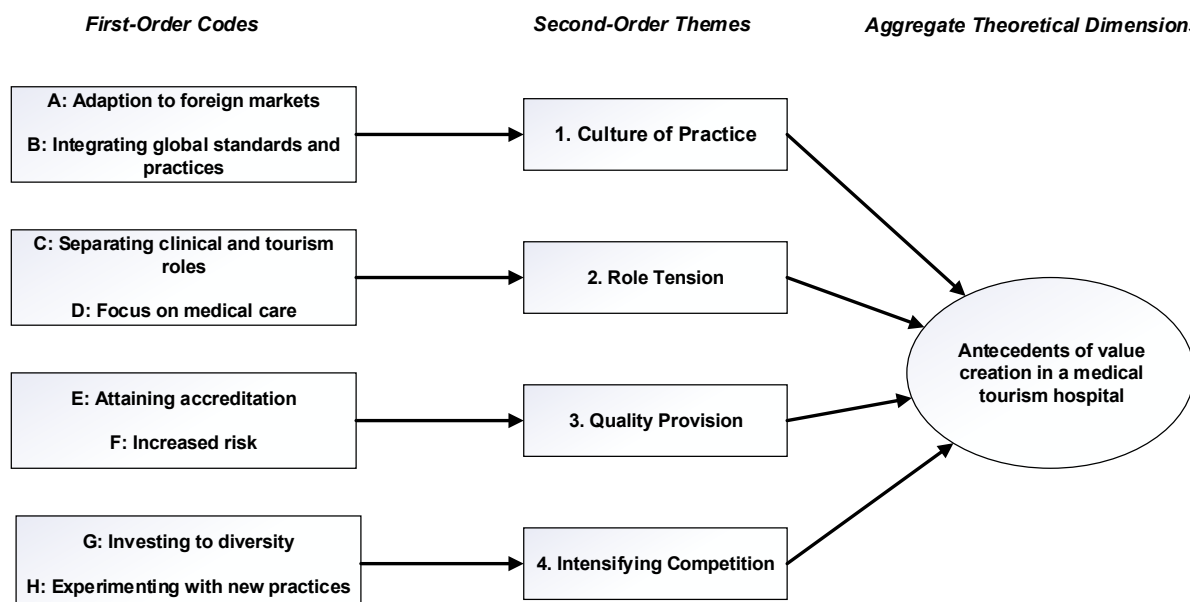 First-Order Codes
Second-Order Themes
Aggregate Theoretical Dimensions
A: Adaption to foreign markets
B: Integrating global standards and
practices
1. Culture of Practice
C: Separating clinical and tourism
roles
D: Focus on medical care
2. Role Tension
E: Attaining accreditation
F: Increased risk
3. Quality Provision
G: Investing to diversity
H: Experimenting with new practices
4. Intensifying Competition
Antecedents of value
creation in a medical
tourism hospital